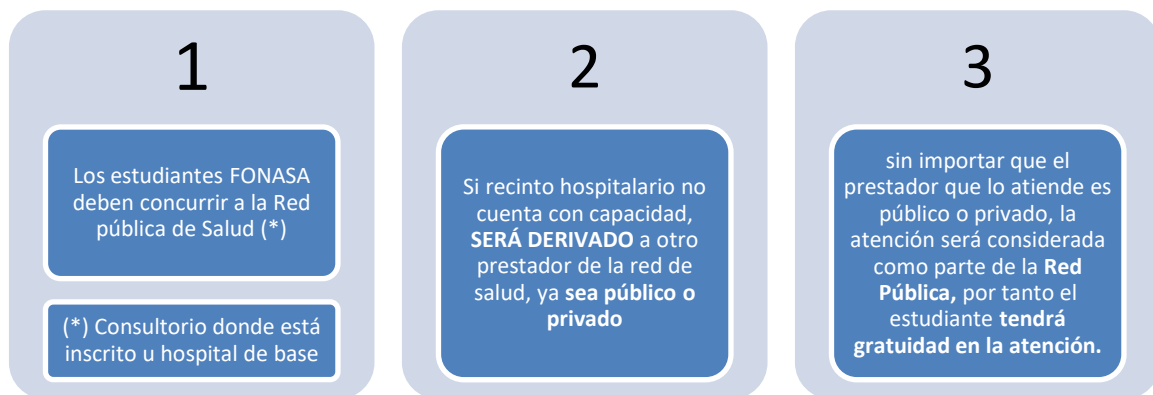 1
Los estudiantes FONASA
deben concurrir a la Red
pública de Salud (*)
(*) Consultorio donde está
inscrito u hospital de base
2
Si recinto hospitalario no
cuenta con capacidad,
SERÁ DERIVADO a otro
prestador de la red de
salud, ya sea público o
privado
3
sin importar que el
prestador que lo atiende es
público o privado, la
atención será considerada
como parte de la Red
Pública, por tanto el
estudiante tendrá
gratuidad en la atención.